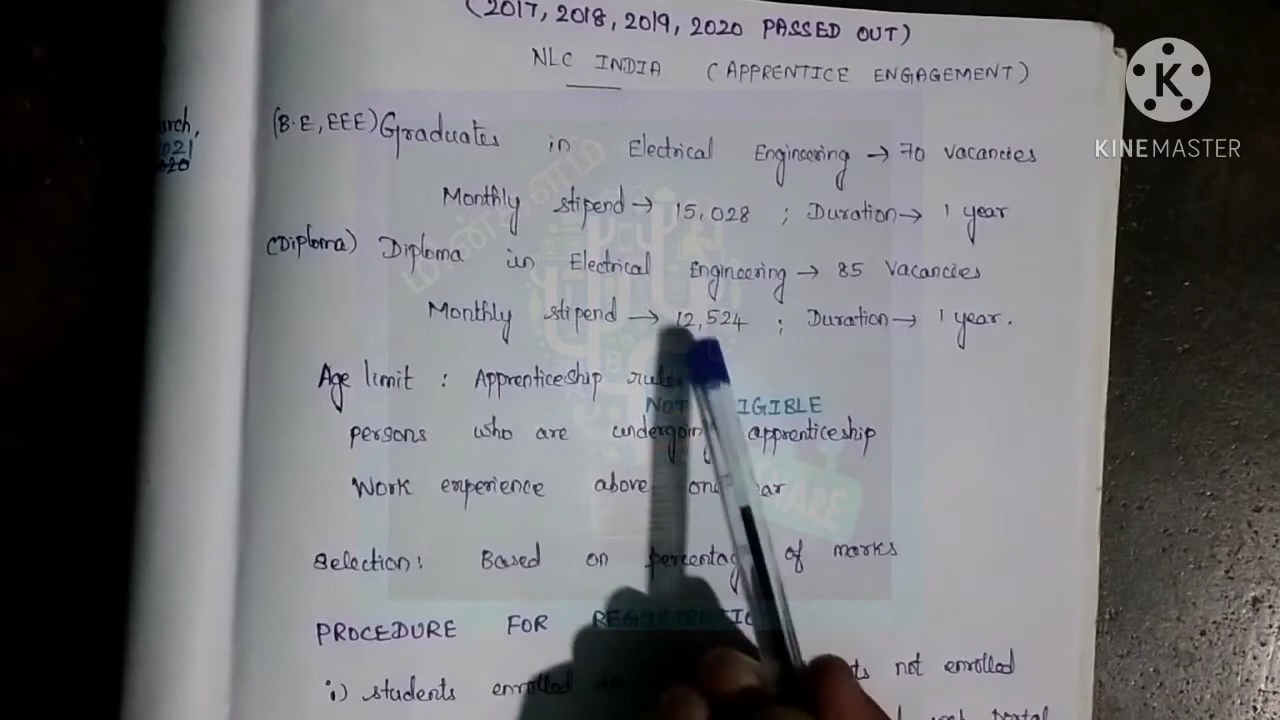 (2017, 2018, 2019, 2020 PASSED OUT)
NLC INDIA (APPRENTICE ENGAGEMENT)
(B.E, EEE) Graduates in Electrical Engineering → 70 vacancies
Monthly stipend → 15,028 ; Duration → 1 year
(Diploma) Diploma in Electrical Engineering → 85 Vacancies
Monthly stipend → 12,524 ; Duration → 1 year.
Age limit : Apprenticeship
NOT
persons who are apprenticeship
Work experience above
Selection: Based on of marks
PROCEDURE FOR
i) students enrolled not enrolled
K
KINEMASTER
SHARE